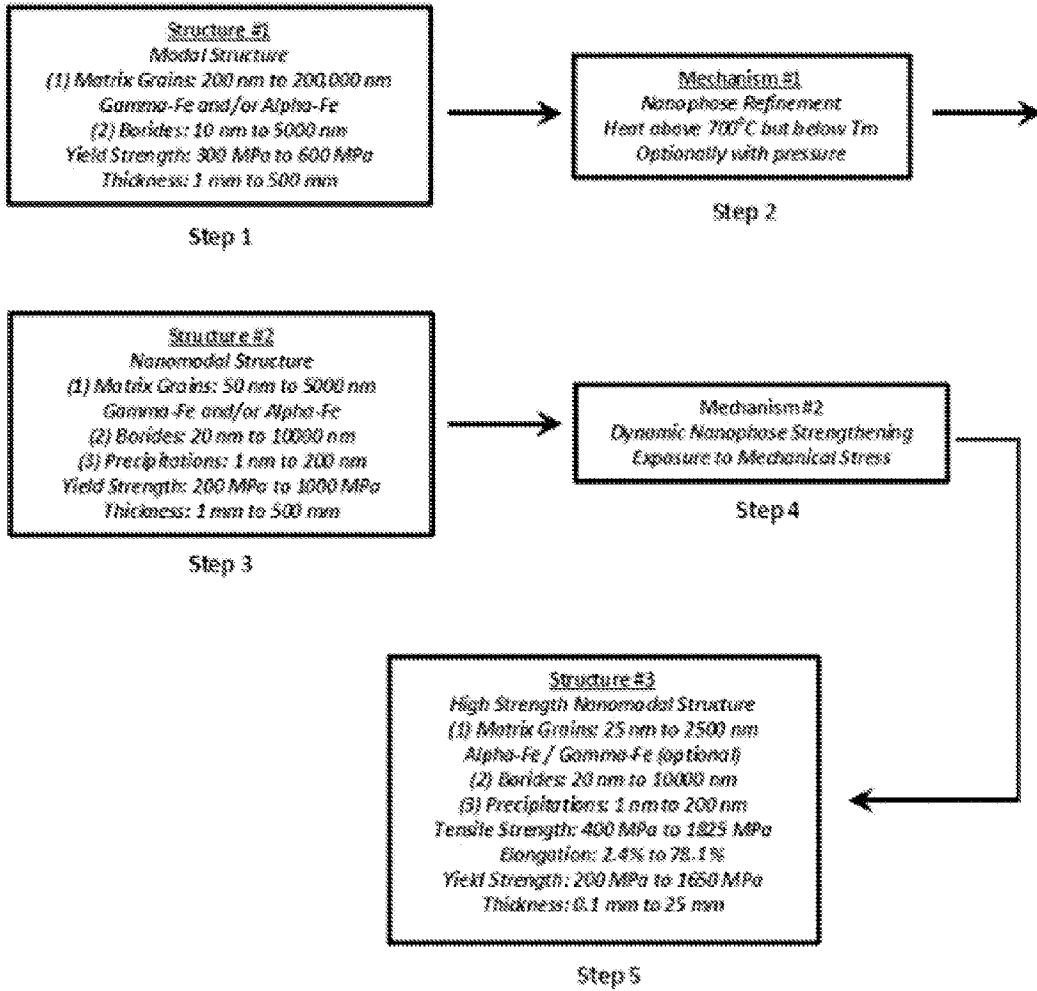 Structure #1
Modal Structure
(1) Matrix Grains: 200 nm to 200,000 nm
Gamma-Fe and/or Alpha-Fe
(2) Borides: 10 nm to 5000 nm
Yield Strength: 300 MPa to 600 MPa
Thickness: 1 mm to 500 mm
Step 1
Mechanism #1
Nanophase Refinement
Heat above 700°C but below Tm
Optionally with pressure
Step 2
Structure #2
Nanomodal Structure
(1) Matrix Grains: 50 nm to 5000 nm
Gamma-Fe and/or Alpha-Fe
(2) Borides: 20 nm to 10000 nm
(3) Precipitations: 1 nm to 200 nm
Yield Strength: 200 MPa to 1000 MPa
Thickness: 1 mm to 500 mm
Step 3
Mechanism #2
Dynamic Nanophase Strengthening
Exposure to Mechanical Stress
Step 4
Structure #3
High Strength Nanomodal Structure
(1) Matrix Grains: 25 nm to 2500 nm
Alpha-Fe / Gamma-Fe (optional)
(2) Borides: 20 nm to 10000 nm
(3) Precipitations: 1 nm to 200 nm
Tensile Strength: 400 MPa to 1825 MPa
Elongation: 2.4% to 78.1%
Yield Strength: 200 MPa to 1650 MPa
Thickness: 0.1 mm to 25 mm
Step 5